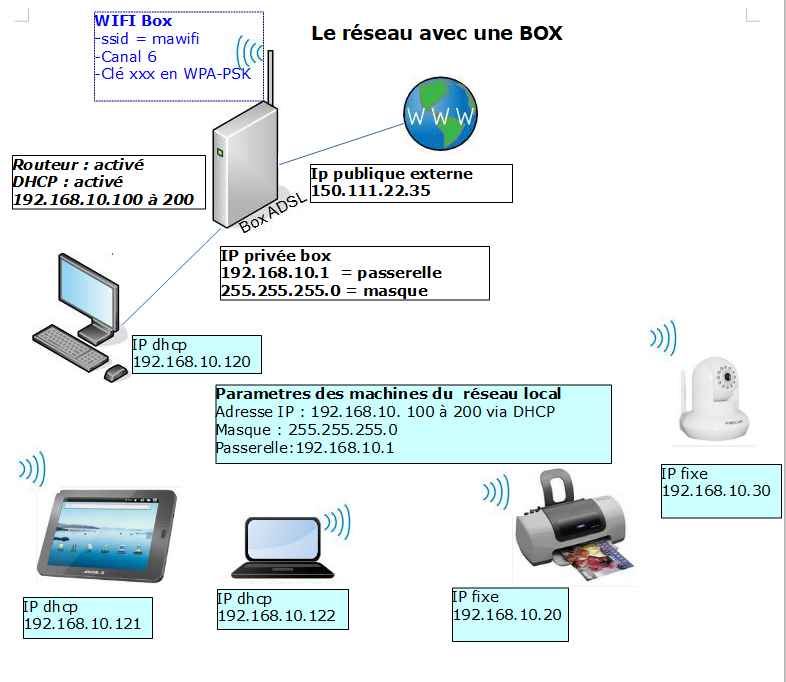 Le réseau avec une BOX
WIFI Box
-ssid = mawifi
-Canal 6
-Clé xxx en WPA-PSK
WWW
Routeur : activé
DHCP : activé
192.168.10.100 à 200
Box ADSL
Ip publique externe
150.111.22.35
IP privée box
192.168.10.1 = passerelle
255.255.255.0 = masque
IP dhcp
192.168.10.120
Parametres des machines du réseau local
Adresse IP : 192.168.10. 100 à 200 via DHCP
Masque : 255.255.255.0
Passerelle:192.168.10.1
IP fixe
192.168.10.30
IP dhcp
192.168.10.121
IP dhcp
192.168.10.122
IP fixe
192.168.10.20